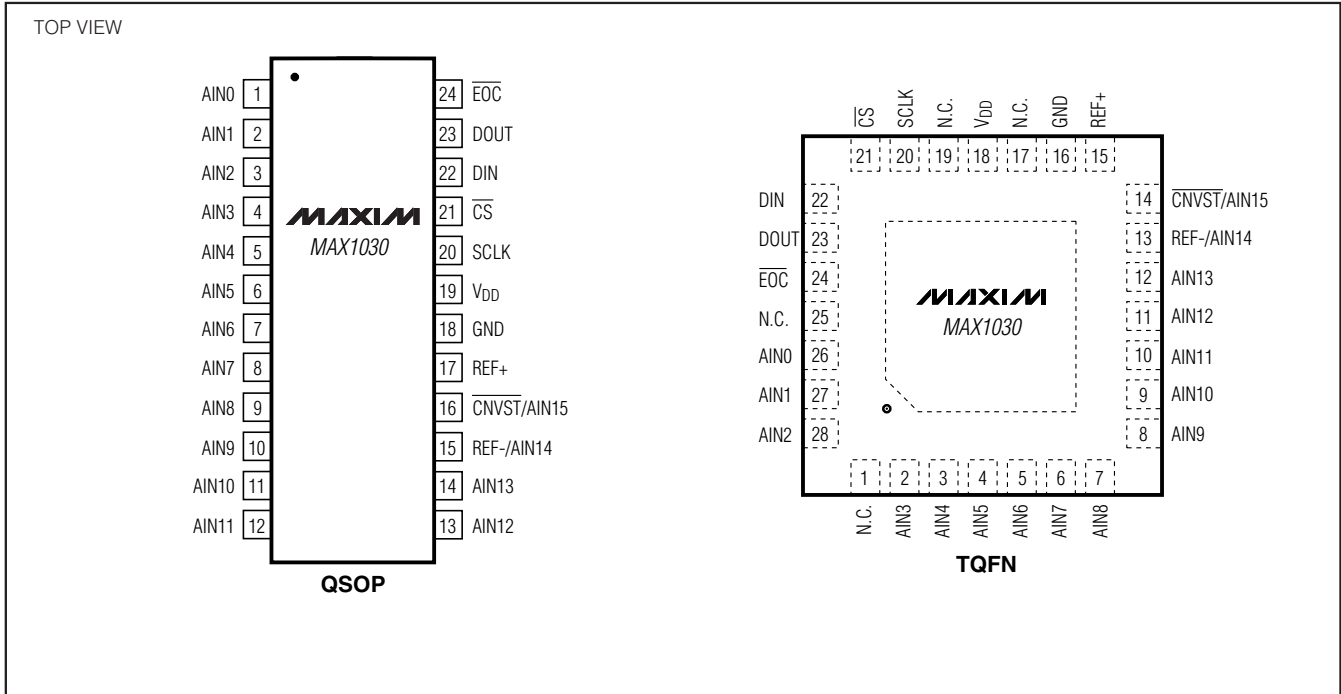 TOP VIEW
AIN0 1
AIN1 2
AIN2 3
AIN3 4
AIN4 5
AIN5 6
AIN6 7
AIN7 8
AIN8 9
AIN9 10
AIN10 11
AIN11 12
MAXIM
MAX1030
24 EOC
23 DOUT
22 DIN
21 CS
20 SCLK
19 VDD
18 GND
17 REF+
16 CNVST/AIN15
15 REF-/AIN14
14 AIN13
13 AIN12
QSOP
CS SCLK N.C. VDD N.C. GND REF+
21 20 19 18 17 16 15
DIN 22
DOUT 23
EOC 24
N.C. 25
AIN0 26
AIN1 27
AIN2 28
MAXIM
MAX1030
14 CNVST/AIN15
13 REF-/AIN14
12 AIN13
11 AIN12
10 AIN11
9 AIN10
8 AIN9
1 2 3 4 5 6 7
N.C. AIN3 AIN4 AIN5 AIN6 AIN7 AIN8
TQFN